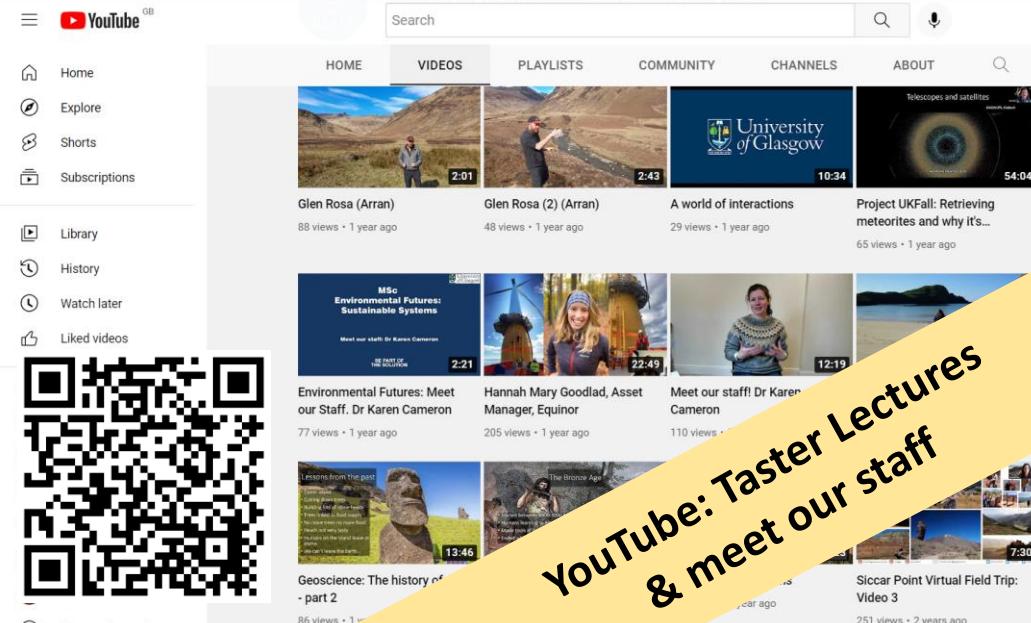 YouTube GB
Search
Home
Explore
Shorts
Subscriptions
Library
History
Watch later
Liked videos
HOME VIDEOS PLAYLISTS COMMUNITY CHANNELS ABOUT
2:01
Glen Rosa (Arran)
88 views • 1 year ago
2:43
Glen Rosa (2) (Arran)
48 views • 1 year ago
University
of Glasgow
10:34
A world of interactions
29 views • 1 year ago
Telescopes and satellites
54:04
Project UKFall: Retrieving
meteorites and why it's...
65 views • 1 year ago
MSc
Environmental Futures:
Sustainable Systems
Meet our staff: Dr Karen Cameron
BE PART OF
THE SOLUTION
2:21
Environmental Futures: Meet
our Staff. Dr Karen Cameron
77 views • 1 year ago
22:49
Hannah Mary Goodlad, Asset
Manager, Equinor
205 views • 1 year ago
12:19
Meet our staff! Dr Karen
Cameron
110 views
Lessons from the past
13:46
Geoscience: The history of
- part 2
86 views
The Bronze Age
year ago
7:30
Siccar Point Virtual Field Trip:
Video 3
251 views • 2 years ago
YouTube: Taster Lectures
& meet our staff